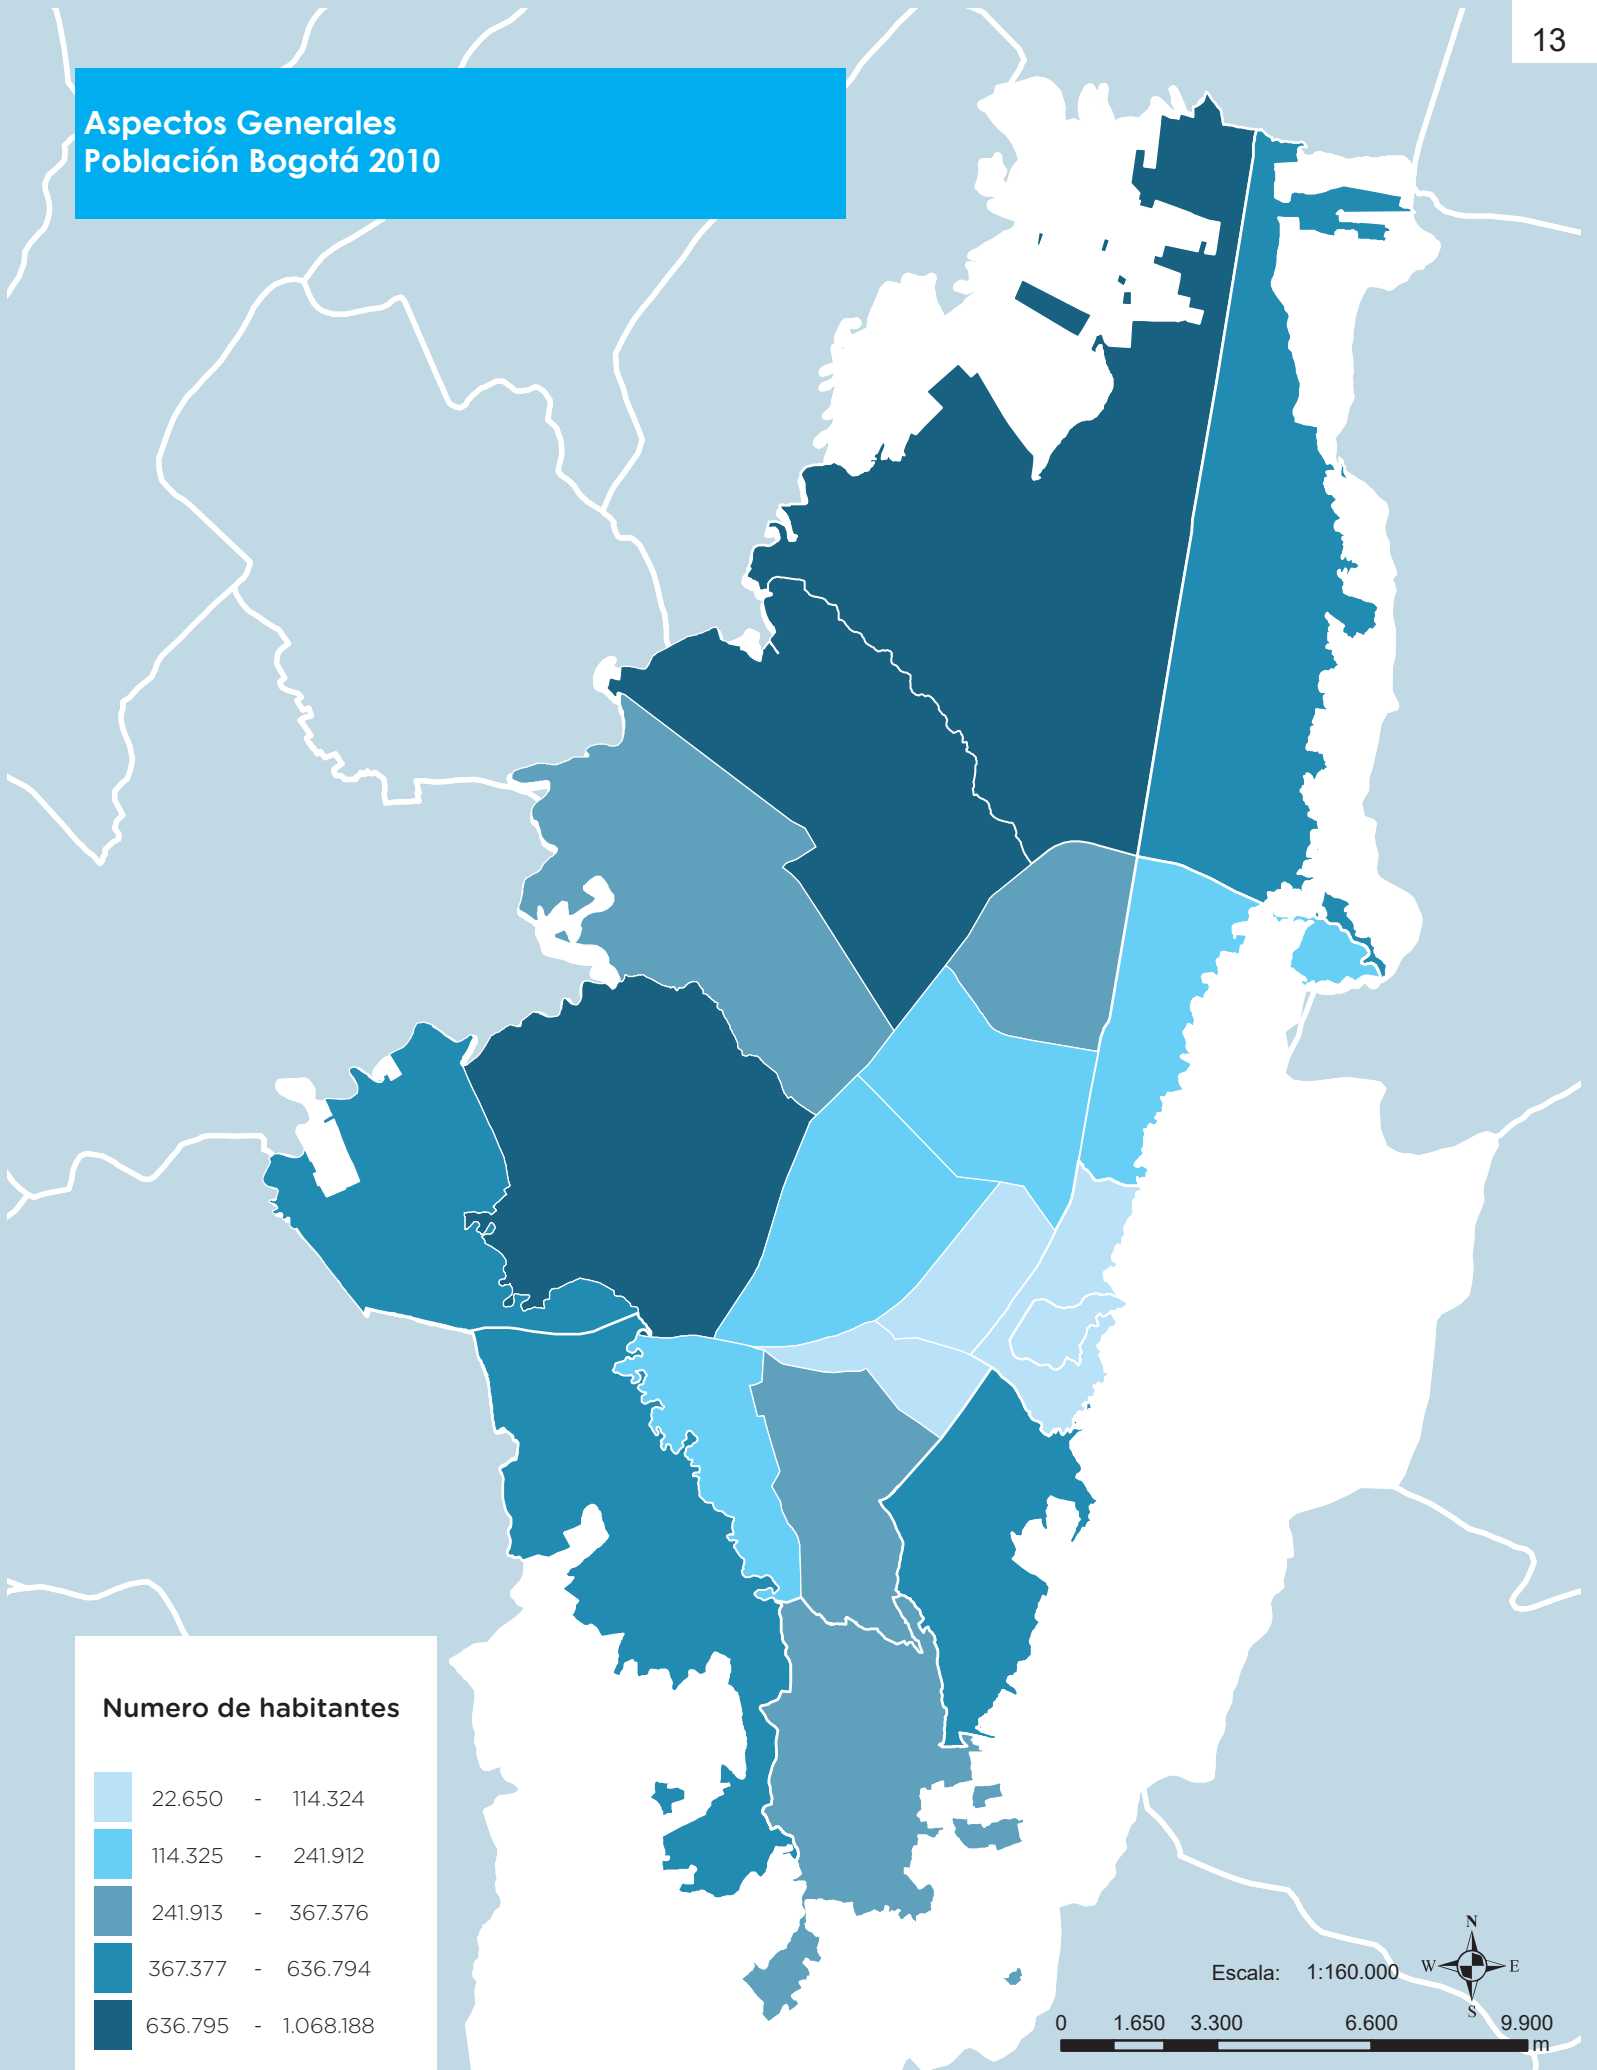 13
Aspectos Generales
Población Bogotá 2010
Numero de habitantes
22.650 - 114.324
114.325 - 241.912
241.913 - 367.376
367.377 - 636.794
636.795 - 1.068.188
N
W E
S
Escala: 1:160.000
0 1.650 3.300 6.600 9.900
m